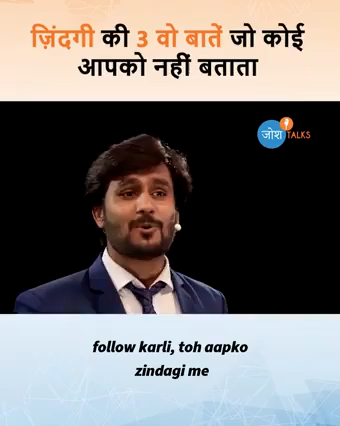 ज़िंदगी की 3 वो बातें जो कोई
आपको नहीं बताता
जोश TALKS
follow karli, toh aapko
zindagi me